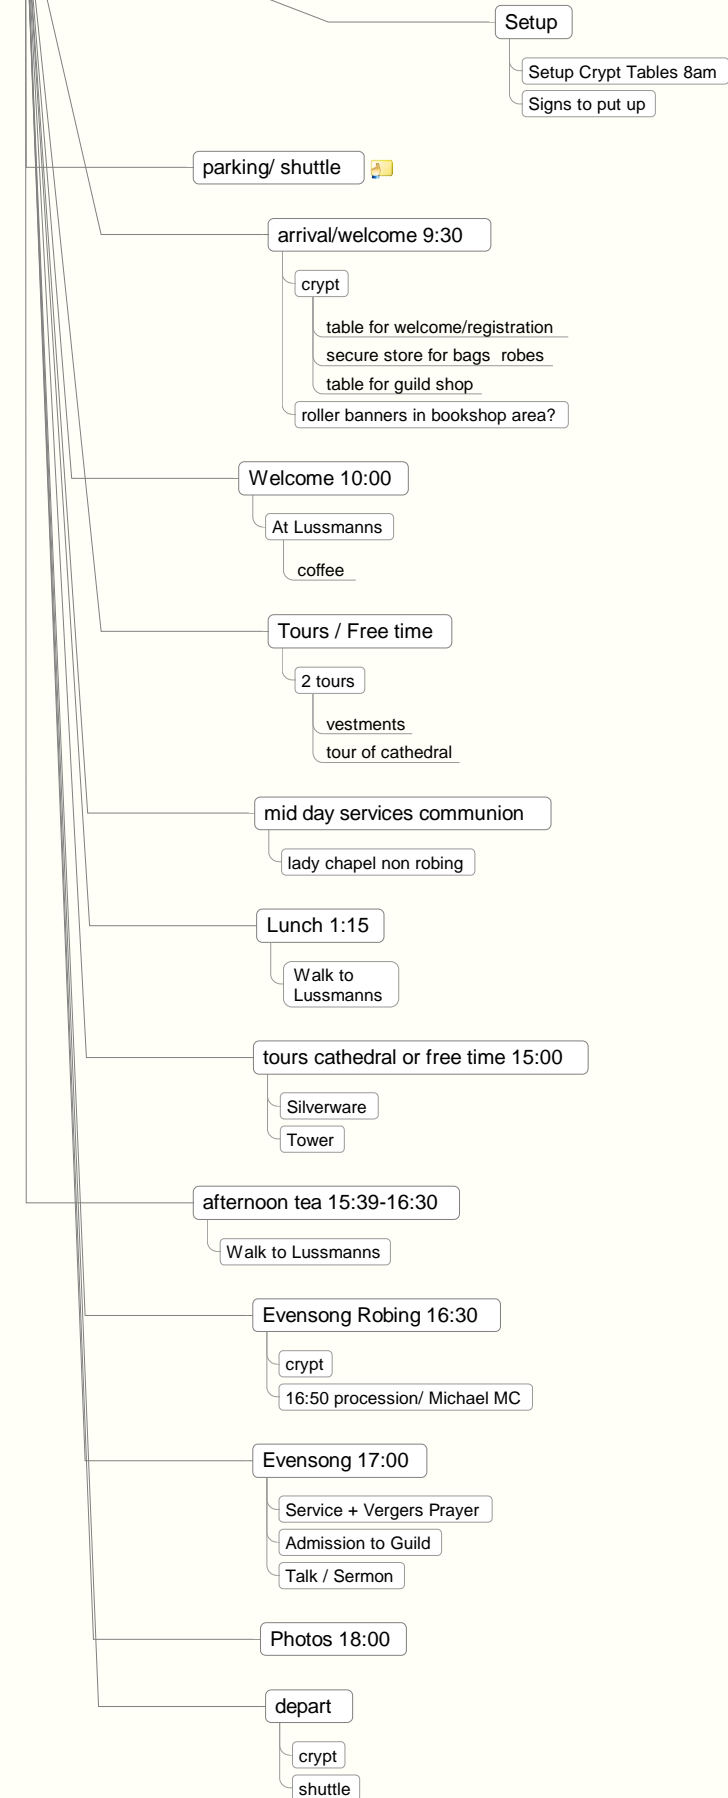 Setup
Setup Crypt Tables 8am
Signs to put up
parking/ shuttle
arrival/welcome 9:30
crypt
table for welcome/registration
secure store for bags  robes
table for guild shop
roller banners in bookshop area?
Welcome 10:00
At Lussmanns
coffee
Tours / Free time
2 tours
vestments
tour of cathedral
mid day services communion
lady chapel non robing
Lunch 1:15
Walk to
Lussmanns
tours cathedral or free time 15:00
Silverware
Tower
afternoon tea 15:39-16:30
Walk to Lussmanns
Evensong Robing 16:30
crypt
16:50 procession/ Michael MC
Evensong 17:00
Service + Vergers Prayer
Admission to Guild
Talk / Sermon
Photos 18:00
depart
crypt
shuttle